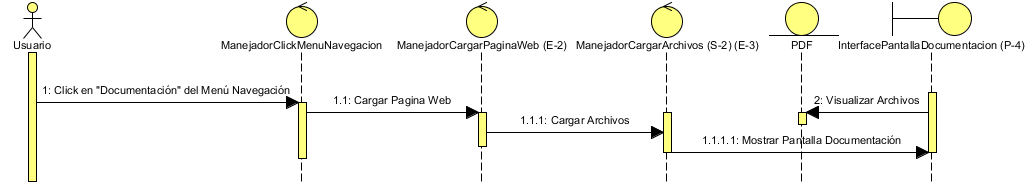 Usuario
ManejadorClickMenuNavegacion
ManejadorCargarPaginaWeb (E-2)
ManejadorCargarArchivos (S-2) (E-3)
PDF
InterfacePantallaDocumentacion (P-4)
1: Click en "Documentación" del Menú Navegación
1.1: Cargar Pagina Web
2: Visualizar Archivos
1.1.1: Cargar Archivos
1.1.1.1: Mostrar Pantalla Documentación